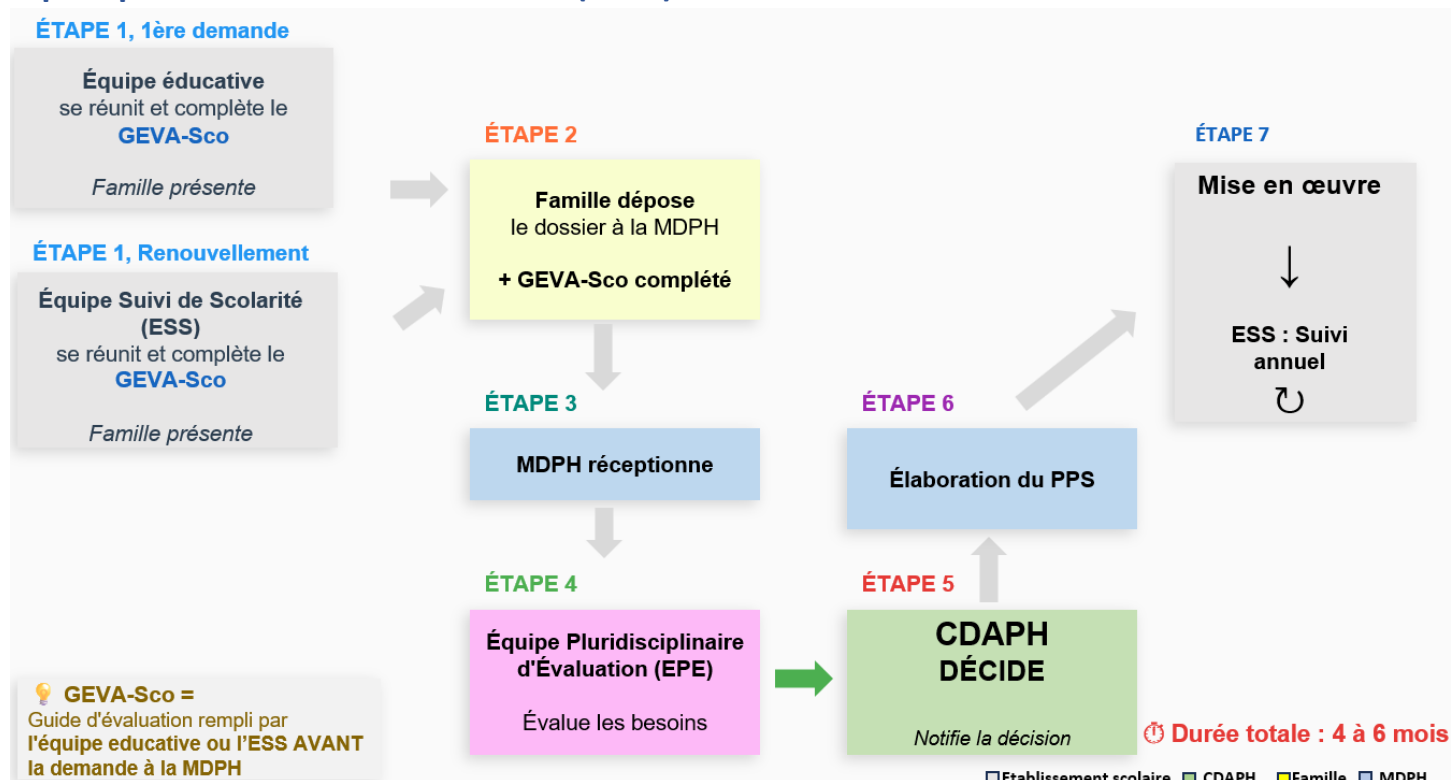 ÉTAPE 1, 1ère demande
Équipe éducative
se réunit et complète le
GEVA-Sco
Famille présente
ÉTAPE 1, Renouvellement
Équipe Suivi de Scolarité
(ESS)
se réunit et complète le
GEVA-Sco
Famille présente
ÉTAPE 2
Famille dépose
le dossier à la MDPH
+ GEVA-Sco complété
ÉTAPE 3
MDPH réceptionne
ÉTAPE 4
Équipe Pluridisciplinaire
d'Évaluation (EPE)
Évalue les besoins
ÉTAPE 5
CDAPH
DÉCIDE
Notifie la décision
ÉTAPE 6
Élaboration du PPS
ÉTAPE 7
Mise en œuvre
↓
ESS : Suivi
annuel
↻
💡 GEVA-Sco =
Guide d'évaluation rempli par
l'équipe educative ou l'ESS AVANT
la demande à la MDPH
⏱ Durée totale : 4 à 6 mois
Etablissement scolaire CDAPH Famille MDPH